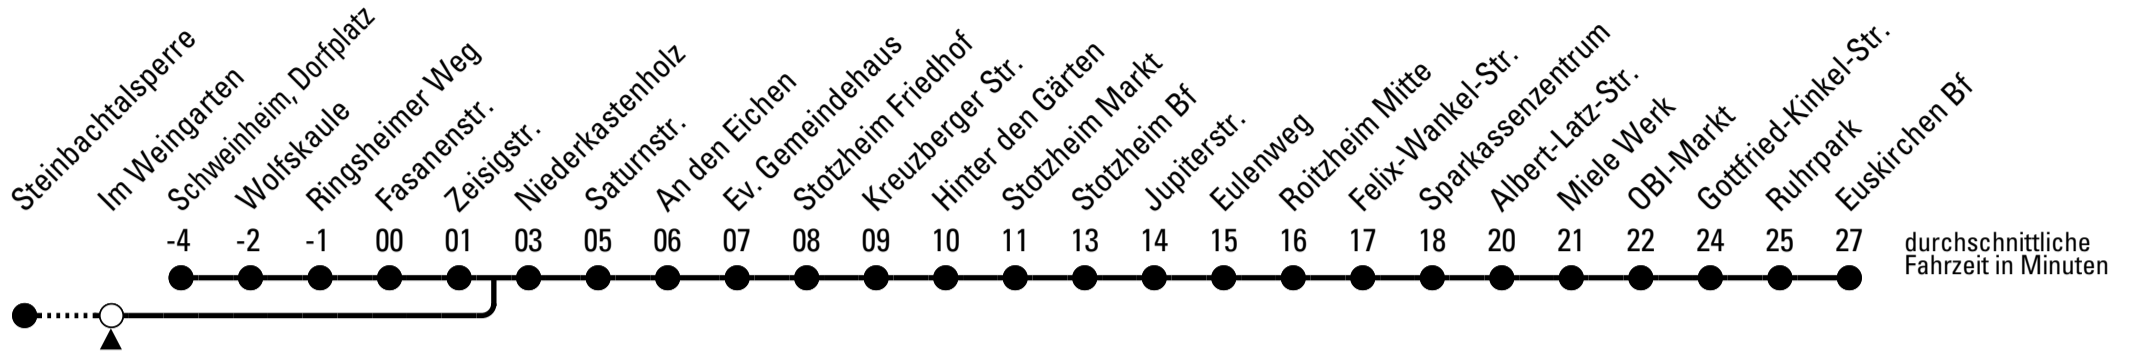 Steinbachtalsperre
Im Weingarten
Schweinheim, Dorfplatz
Wolfskaule
Ringsheimer Weg
Fasanenstr.
Zeisigstr.
Niederkastenholz
Saturnstr.
An den Eichen
Ev. Gemeindehaus
Stotzheim Friedhof
Kreuzberger Str.
Hinter den Gärten
Stotzheim Markt
Stotzheim Bf
Jupiterstr.
Eulenweg
Roitzheim Mitte
Felix-Wankel-Str.
Sparkassenzentrum
Albert-Latz-Str.
Miele Werk
OBI-Markt
Gottfried-Kinkel-Str.
Ruhrpark
Euskirchen Bf
-4 -2 -1 00 01 03 05 06 07 08 09 10 11 13 14 15 16 17 18 20 21 22 24 25 27
durchschnittliche
Fahrzeit in Minuten